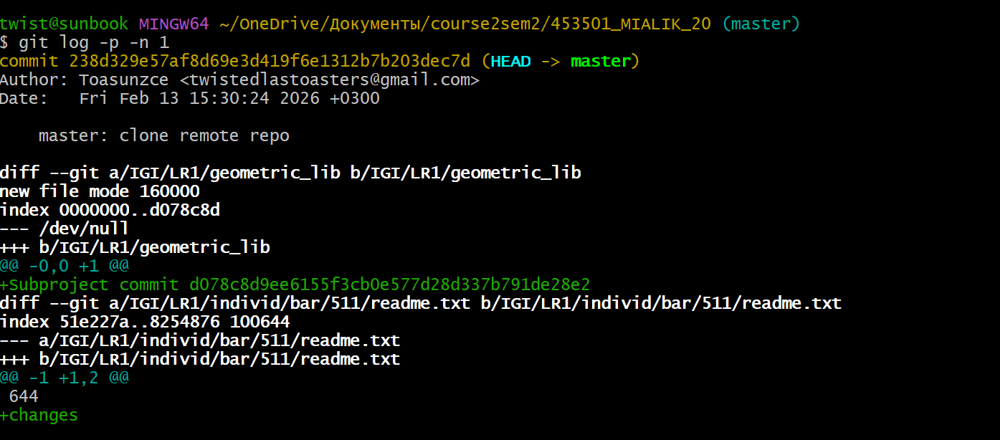 twist@sunbook MINGW64 ~/OneDrive/Документы/course2sem2/453501_MIALIK_20 (master)
$ git log -p -n 1
commit 238d329e57af8d69e3d419f6e1312b7b203dec7d (HEAD -> master)
Author: Toasunzce <twistedlastoasters@gmail.com>
Date:   Fri Feb 13 15:30:24 2026 +0300
    master: clone remote repo
diff --git a/IGI/LR1/geometric_lib b/IGI/LR1/geometric_lib
new file mode 160000
index 0000000..d078c8d
--- /dev/null
+++ b/IGI/LR1/geometric_lib
@@ -0,0 +1 @@
+Subproject commit d078c8d9ee6155f3cb0e577d28d337b791de28e2
diff --git a/IGI/LR1/individ/bar/511/readme.txt b/IGI/LR1/individ/bar/511/readme.txt
index 51e227a..8254876 100644
--- a/IGI/LR1/individ/bar/511/readme.txt
+++ b/IGI/LR1/individ/bar/511/readme.txt
@@ -1 +1,2 @@
 644
+changes